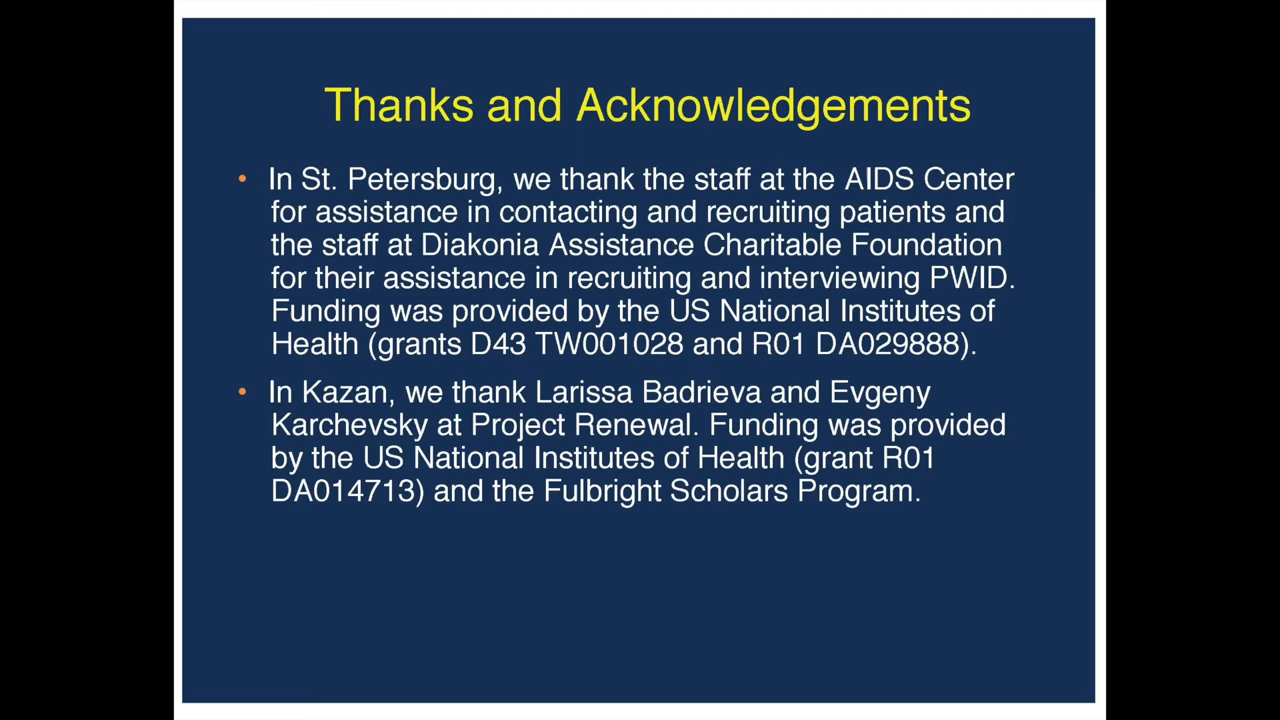 Thanks and Acknowledgements
• In St. Petersburg, we thank the staff at the AIDS Center
for assistance in contacting and recruiting patients and
the staff at Diakonia Assistance Charitable Foundation
for their assistance in recruiting and interviewing PWID.
Funding was provided by the US National Institutes of
Health (grants D43 TW001028 and R01 DA029888).
• In Kazan, we thank Larissa Badrieva and Evgeny
Karchevsky at Project Renewal. Funding was provided
by the US National Institutes of Health (grant R01
DA014713) and the Fulbright Scholars Program.